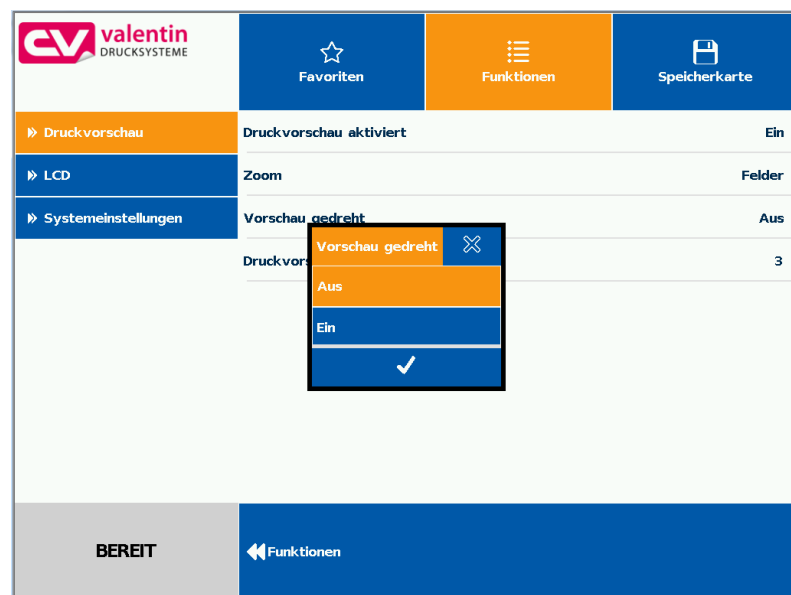 valentin
DRUCKSYSTEME
Favoriten
Funktionen
Speicherkarte
Druckvorschau
LCD
Systemeinstellungen
Druckvorschau aktiviert Ein
Zoom Felder
Vorschau gedreht Aus
3
Vorschau gedreht
Aus
Ein
BEREIT
Funktionen